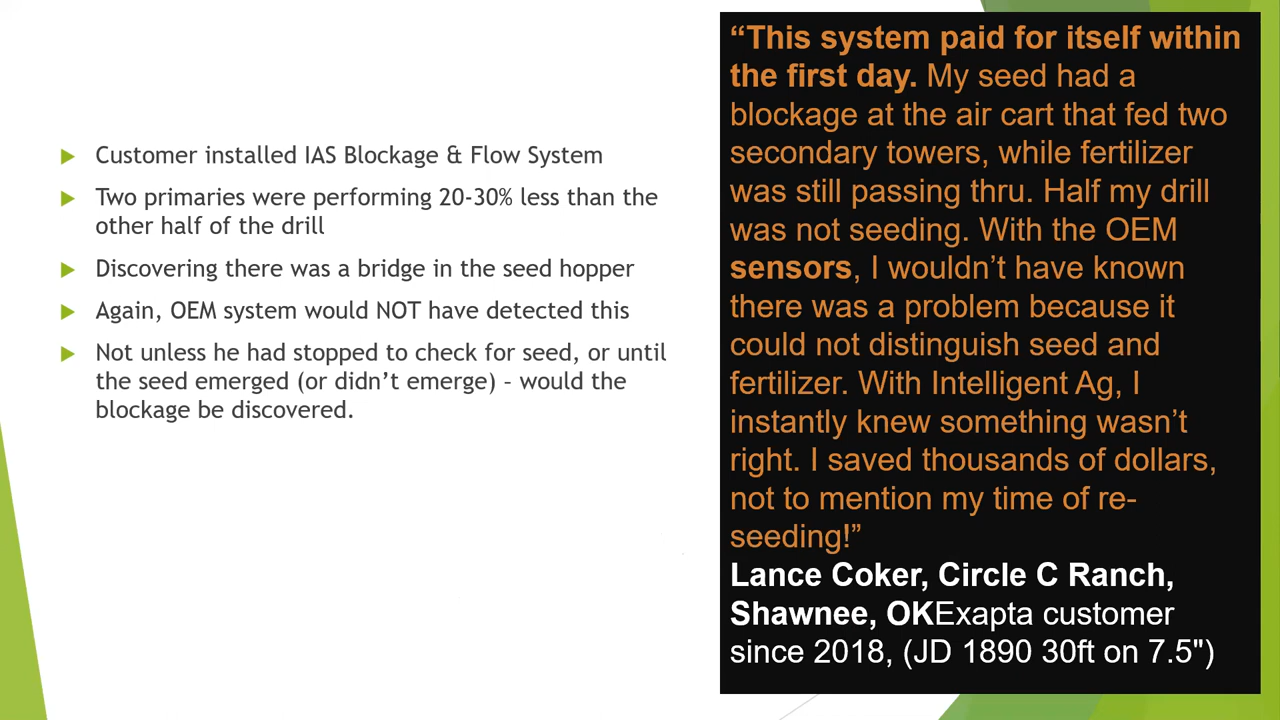 Customer installed IAS Blockage & Flow System
Two primaries were performing 20-30% less than the
other half of the drill
Discovering there was a bridge in the seed hopper
Again, OEM system would NOT have detected this
Not unless he had stopped to check for seed, or until
the seed emerged (or didn’t emerge) – would the
blockage be discovered.
“This system paid for itself within
the first day. My seed had a
blockage at the air cart that fed two
secondary towers, while fertilizer
was still passing thru. Half my drill
was not seeding. With the OEM
sensors, I wouldn’t have known
there was a problem because it
could not distinguish seed and
fertilizer. With Intelligent Ag, I
instantly knew something wasn’t
right. I saved thousands of dollars,
not to mention my time of re-
seeding!”
Lance Coker, Circle C Ranch,
Shawnee, OKExapta customer
since 2018, (JD 1890 30ft on 7.5")